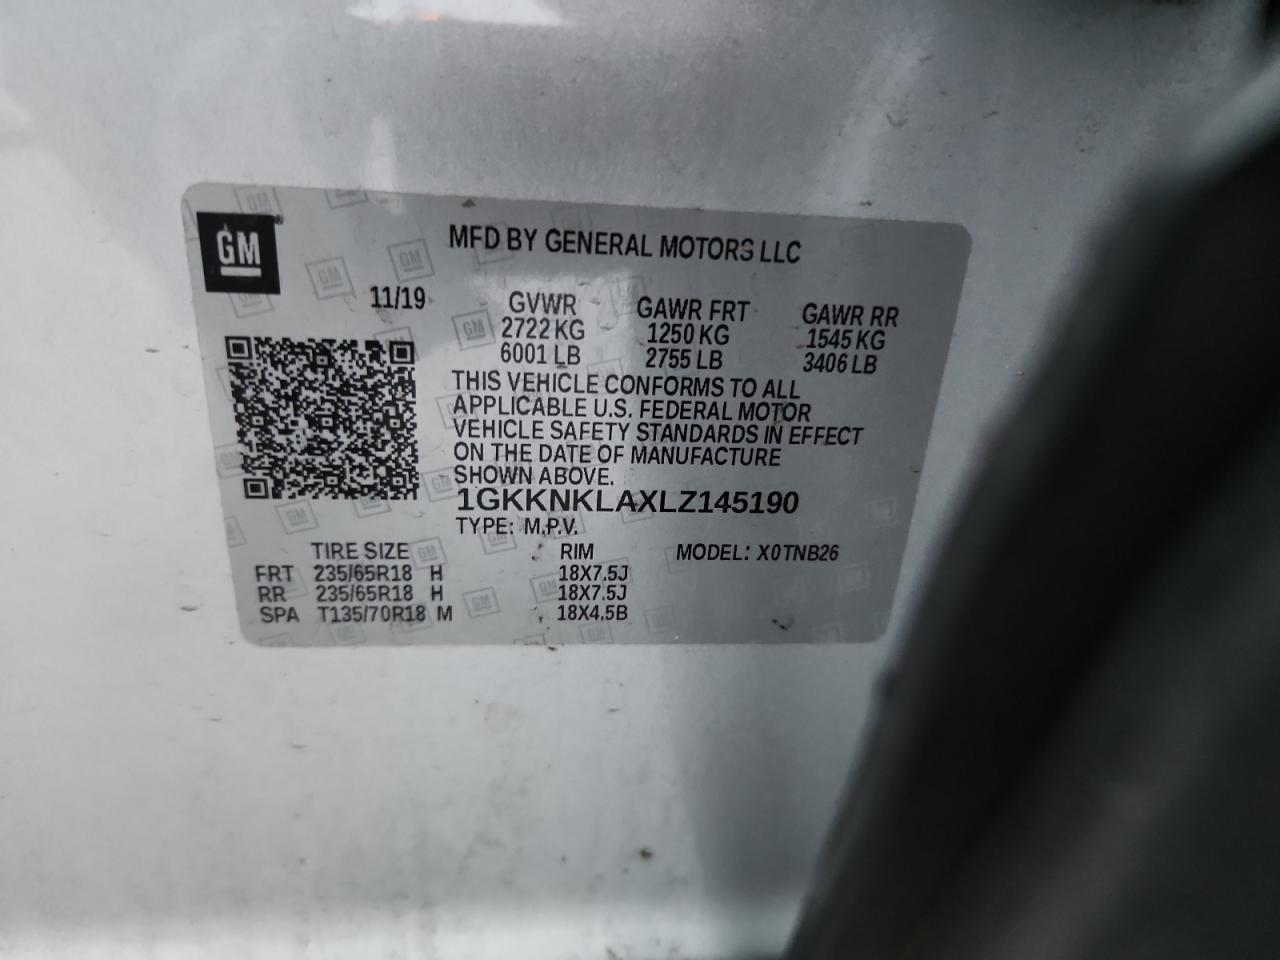 GM
MFD BY GENERAL MOTORS LLC
11/19
GVWR GAWR FRT GAWR RR
2722 KG 1250 KG 1545 KG
6001 LB 2755 LB 3406 LB
THIS VEHICLE CONFORMS TO ALL
APPLICABLE U.S. FEDERAL MOTOR
VEHICLE SAFETY STANDARDS IN EFFECT
ON THE DATE OF MANUFACTURE
SHOWN ABOVE.
1GKKNKLAXLZ145190
TYPE: M.P.V.
TIRE SIZE RIM MODEL: X0TNB26
FRT 235/65R18 H 18X7.5J
RR 235/65R18 H 18X7.5J
SPA T135/70R18 M 18X4.5B